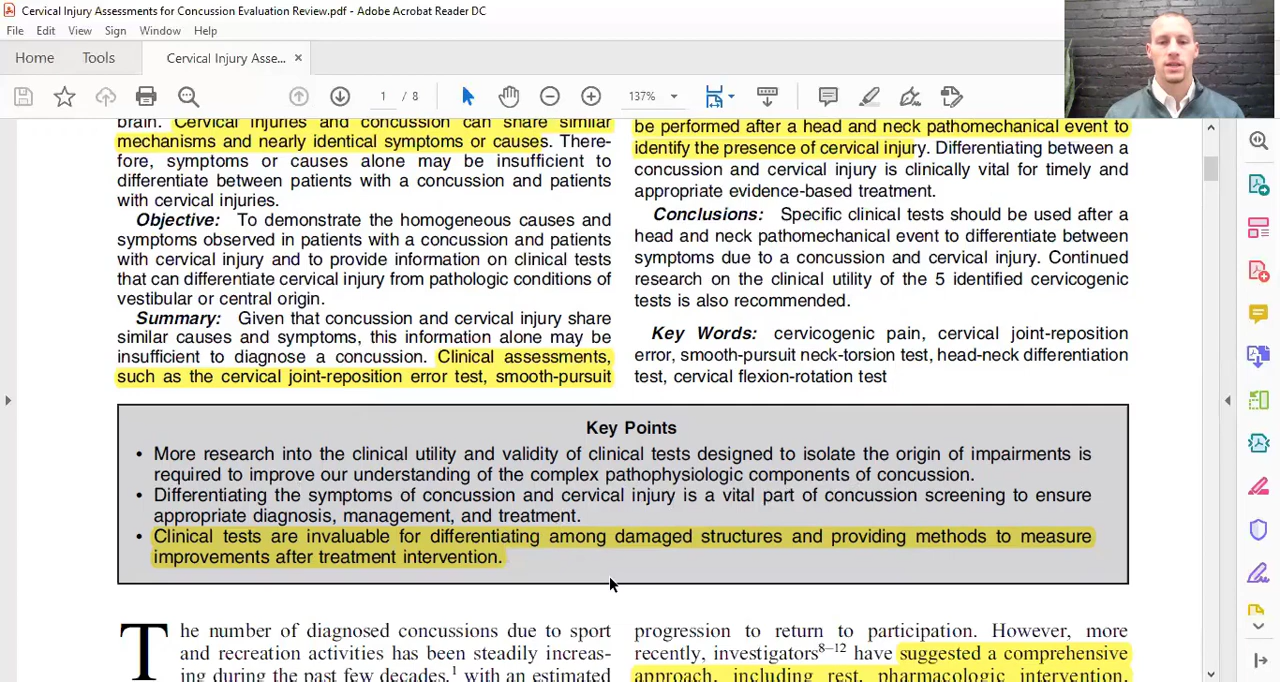 Cervical Injury Assessments for Concussion Evaluation Review.pdf - Adobe Acrobat Reader DC
File Edit View Sign Window Help
Home Tools Cervical Injury Asse... ×
1 / 8 137%
brain. Cervical injuries and concussion can share similar
mechanisms and nearly identical symptoms or causes. There-
fore, symptoms or causes alone may be insufficient to
differentiate between patients with a concussion and patients
with cervical injuries.
Objective: To demonstrate the homogeneous causes and
symptoms observed in patients with a concussion and patients
with cervical injury and to provide information on clinical tests
that can differentiate cervical injury from pathologic conditions of
vestibular or central origin.
Summary: Given that concussion and cervical injury share
similar causes and symptoms, this information alone may be
insufficient to diagnose a concussion. Clinical assessments,
such as the cervical joint-reposition error test, smooth-pursuit
be performed after a head and neck pathomechanical event to
identify the presence of cervical injury. Differentiating between a
concussion and cervical injury is clinically vital for timely and
appropriate evidence-based treatment.
Conclusions: Specific clinical tests should be used after a
head and neck pathomechanical event to differentiate between
symptoms due to a concussion and cervical injury. Continued
research on the clinical utility of the 5 identified cervicogenic
tests is also recommended.
Key Words: cervicogenic pain, cervical joint-reposition
error, smooth-pursuit neck-torsion test, head-neck differentiation
test, cervical flexion-rotation test
Key Points
• More research into the clinical utility and validity of clinical tests designed to isolate the origin of impairments is
required to improve our understanding of the complex pathophysiologic components of concussion.
• Differentiating the symptoms of concussion and cervical injury is a vital part of concussion screening to ensure
appropriate diagnosis, management, and treatment.
• Clinical tests are invaluable for differentiating among damaged structures and providing methods to measure
improvements after treatment intervention.
The number of diagnosed concussions due to sport
and recreation activities has been steadily increas-
ing during the past few decades,1 with an estimated
progression to return to participation. However, more
recently, investigators8–12 have suggested a comprehensive
approach, including rest, pharmacologic intervention,